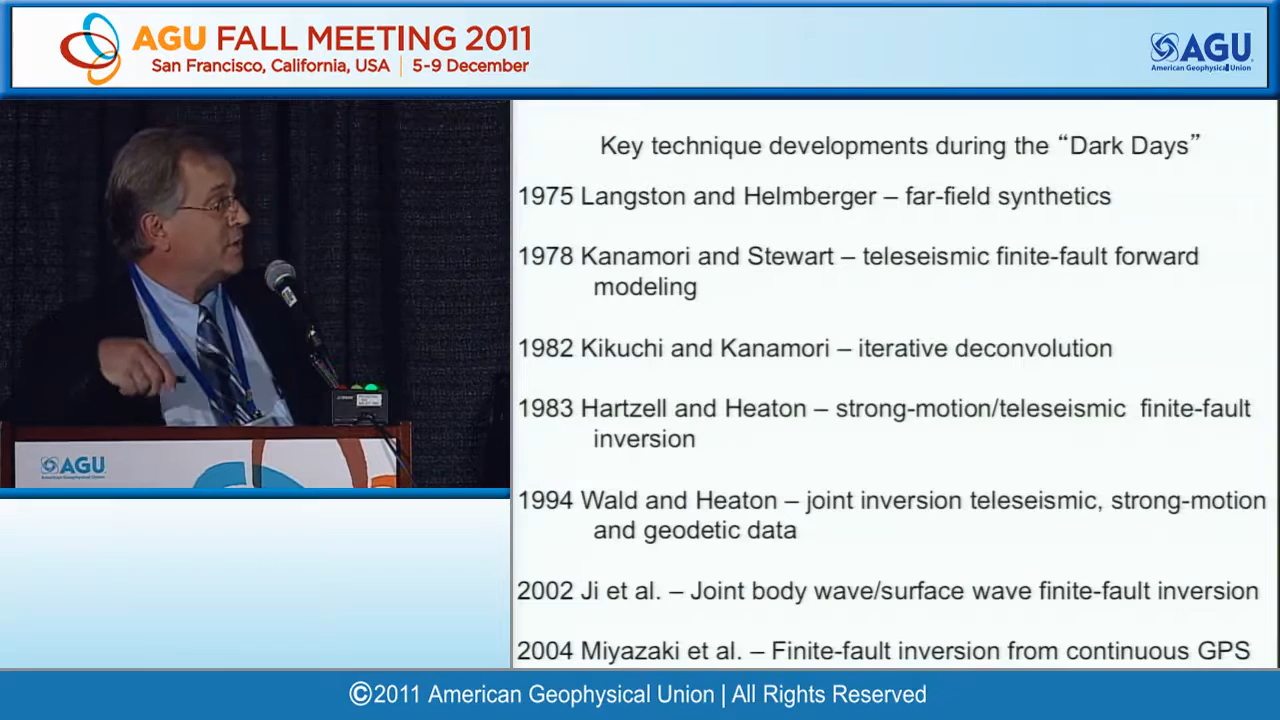 AGU FALL MEETING 2011
San Francisco, California, USA | 5-9 December
AGU
American Geophysical Union
Key technique developments during the “Dark Days”
1975 Langston and Helmberger – far-field synthetics
1978 Kanamori and Stewart – teleseismic finite-fault forward
modeling
1982 Kikuchi and Kanamori – iterative deconvolution
1983 Hartzell and Heaton – strong-motion/teleseismic finite-fault
inversion
1994 Wald and Heaton – joint inversion teleseismic, strong-motion
and geodetic data
2002 Ji et al. – Joint body wave/surface wave finite-fault inversion
2004 Miyazaki et al. – Finite-fault inversion from continuous GPS
AGU
American Geophysical Union
©2011 American Geophysical Union | All Rights Reserved